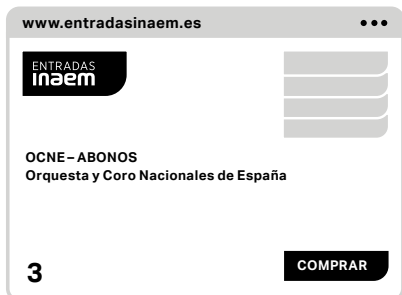 www.entradasinaem.es
ENTRADAS
inaem
OCNE – ABONOS
Orquesta y Coro Nacionales de España
3
COMPRAR